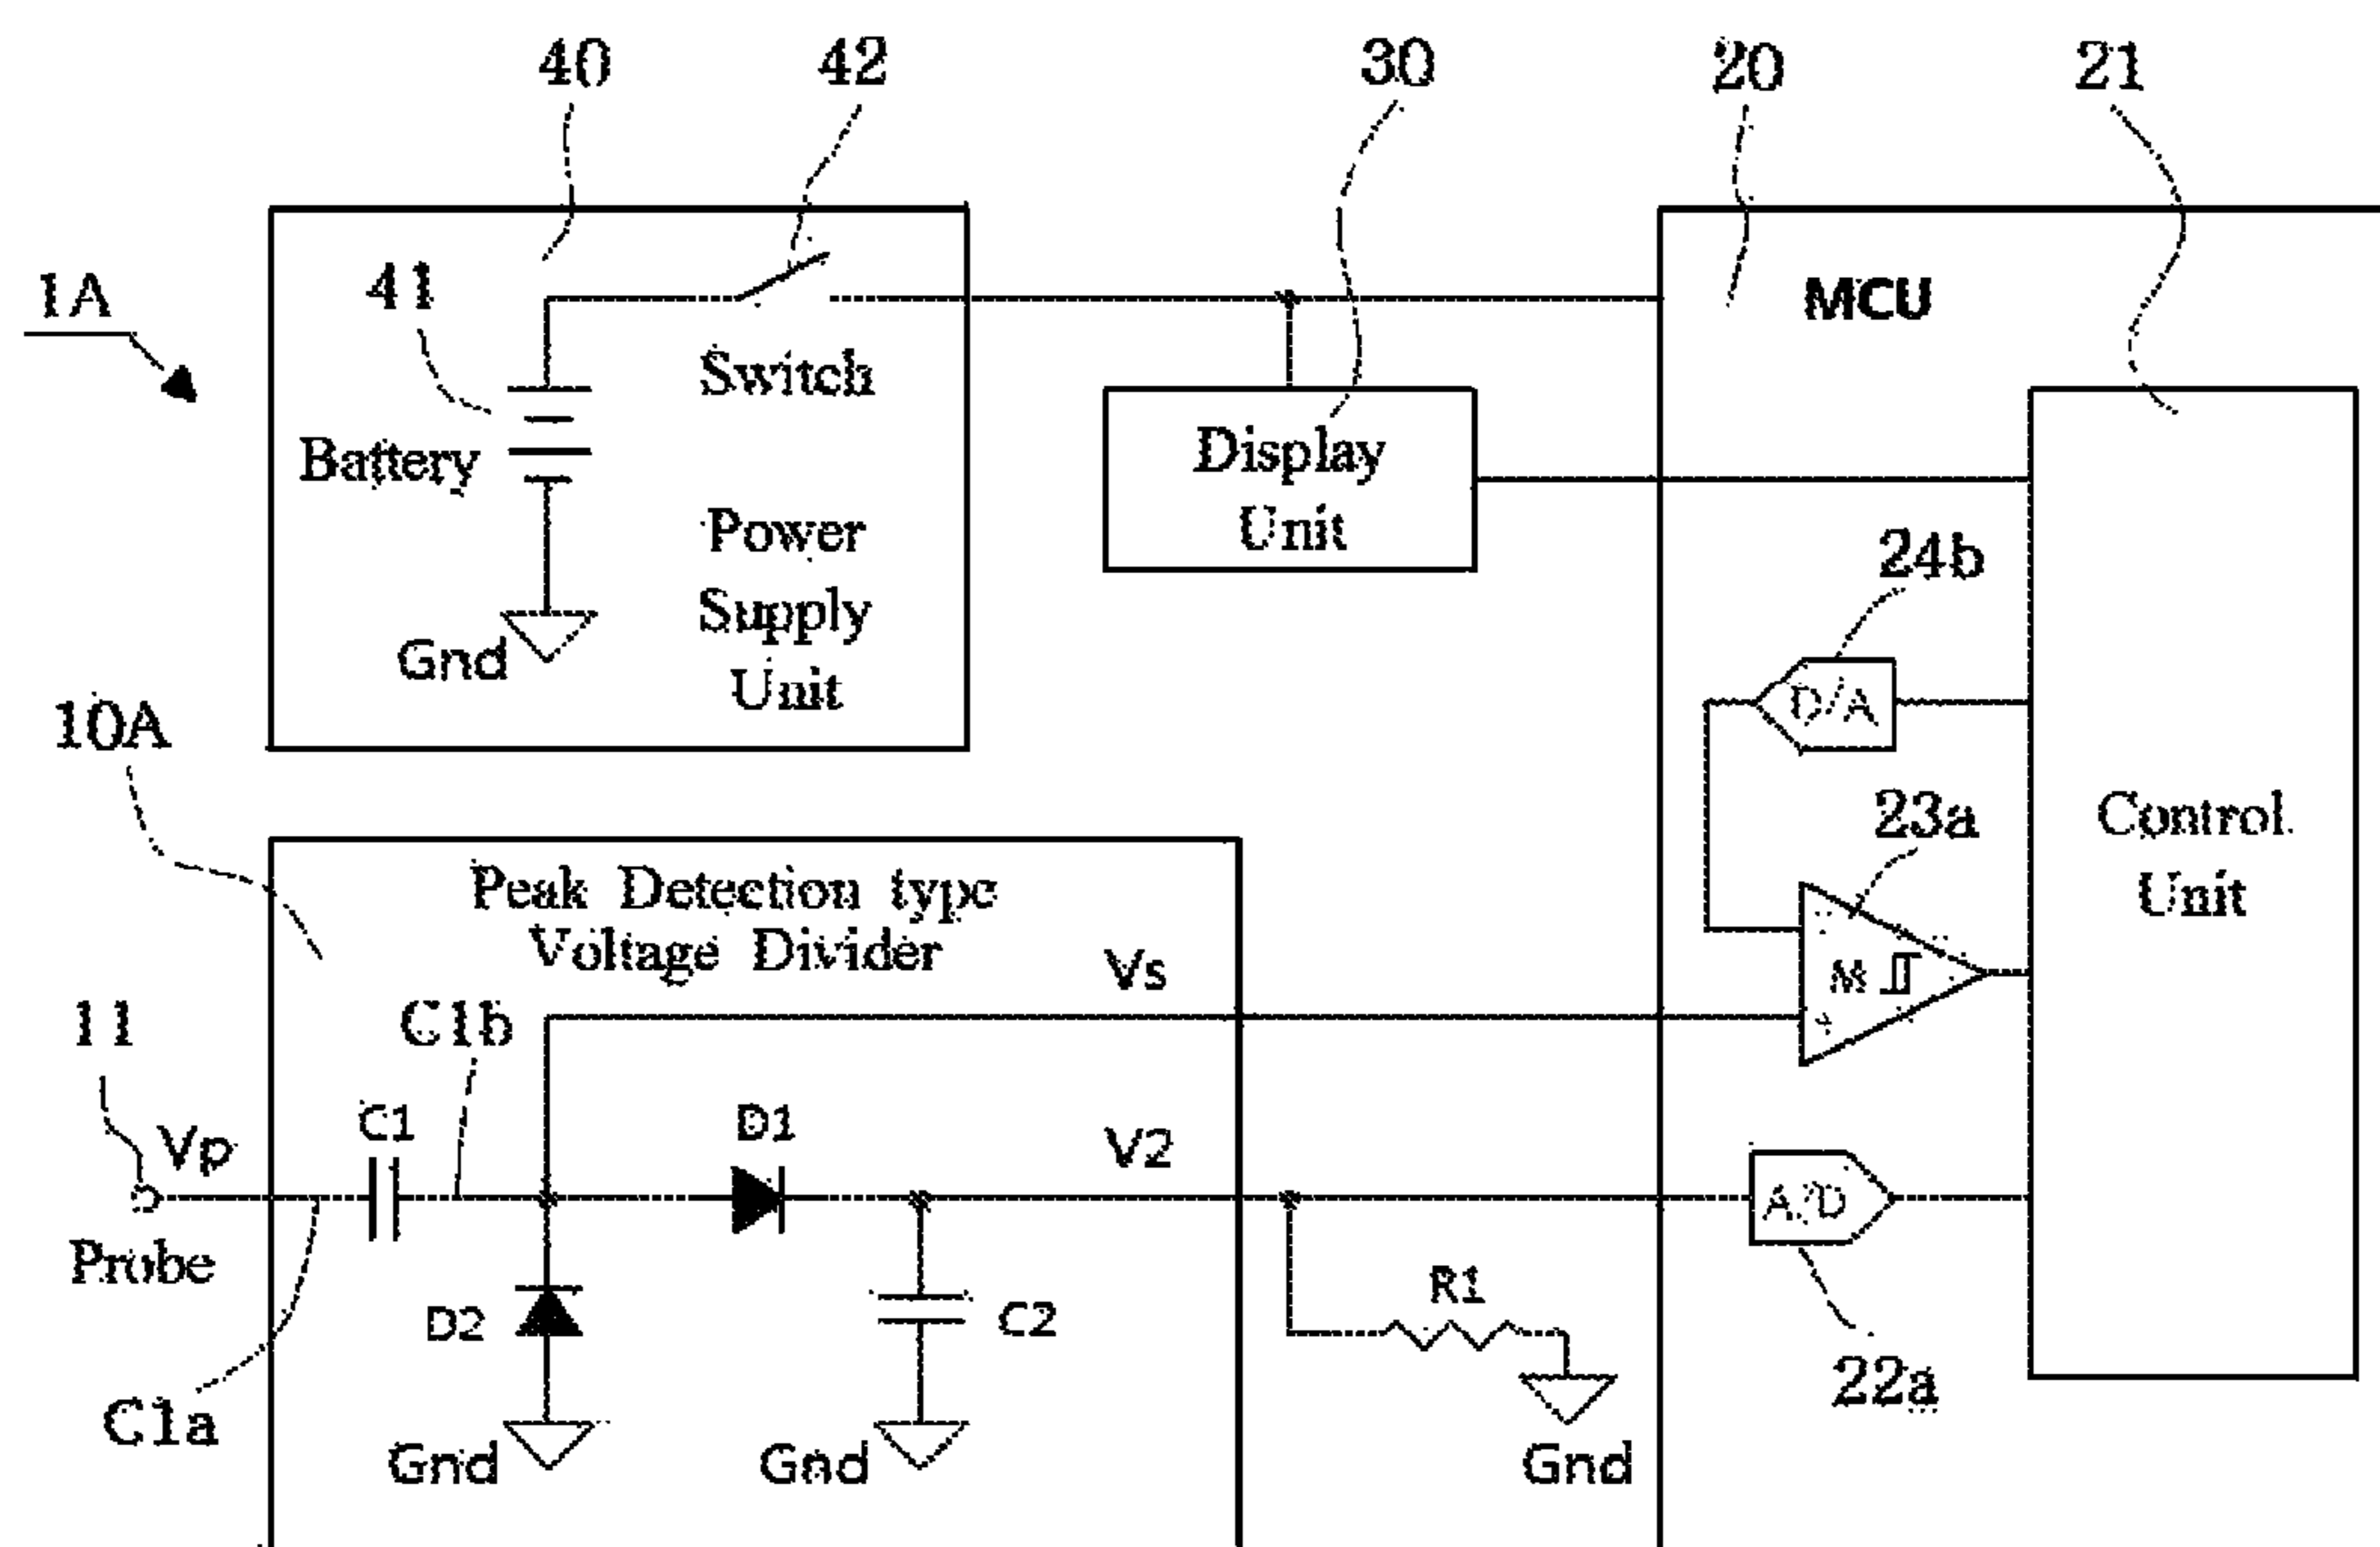 40
42
30
20
21
1A
41
MCU
Switch
Battery
Display
Unit
Power
Supply
Unit
Gnd
24b
D/A
10A
23a
Control
Unit
Peak Detection type
Voltage Divider
Vs
M
-
+
11
C1b
Vp
C1
D1
V2
A/D
Probe
D2
C2
R1
22a
C1a
Gnd
Gnd
Gnd